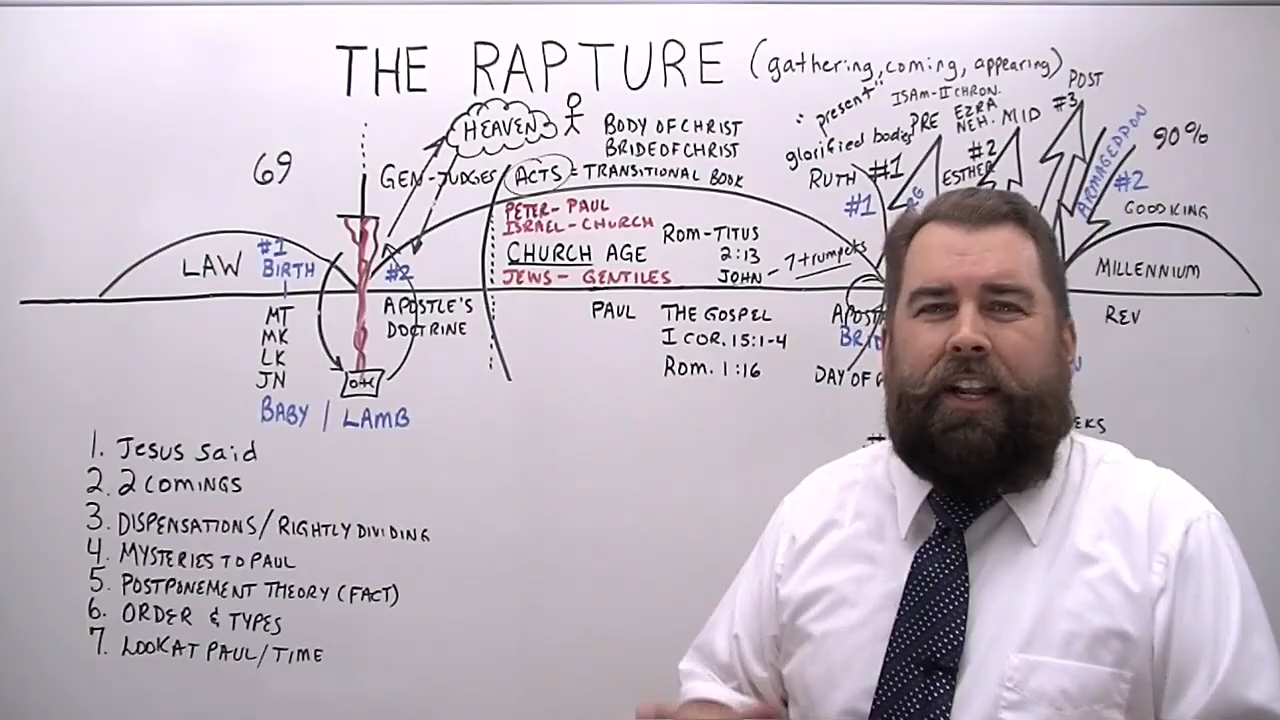 THE RAPTURE (gathering, coming, appearing)
HEAVEN
BODY OF CHRIST
BRIDE OF CHRIST
"present"
glorified bodies
ISAM-II CHRON.
PRE
#1
EZRA
NEH.
#2
ESTHER
MID
#3
POST
ARMAGEDDON
90%
69
GEN-JUDGES
ACTS = TRANSITIONAL BOOK
RUTH
#1
#2
GOOD KING
PETER-PAUL
ISRAEL-CHURCH
CHURCH AGE
JEWS-GENTILES
ROM-TITUS
2:13
JOHN - 7 trumpets
LAW
#1
BIRTH
#2
MILLENNIUM
MT
MK
LK
JN
APOSTLE'S
DOCTRINE
PAUL
THE GOSPEL
I COR. 15:1-4
Rom. 1:16
DAY OF
REV
BABY / LAMB
1. Jesus said
2. 2 COMINGS
3. DISPENSATIONS/RIGHTLY DIVIDING
4. MYSTERIES TO PAUL
5. POSTPONEMENT THEORY (FACT)
6. ORDER & TYPES
7. LOOK AT PAUL/TIME